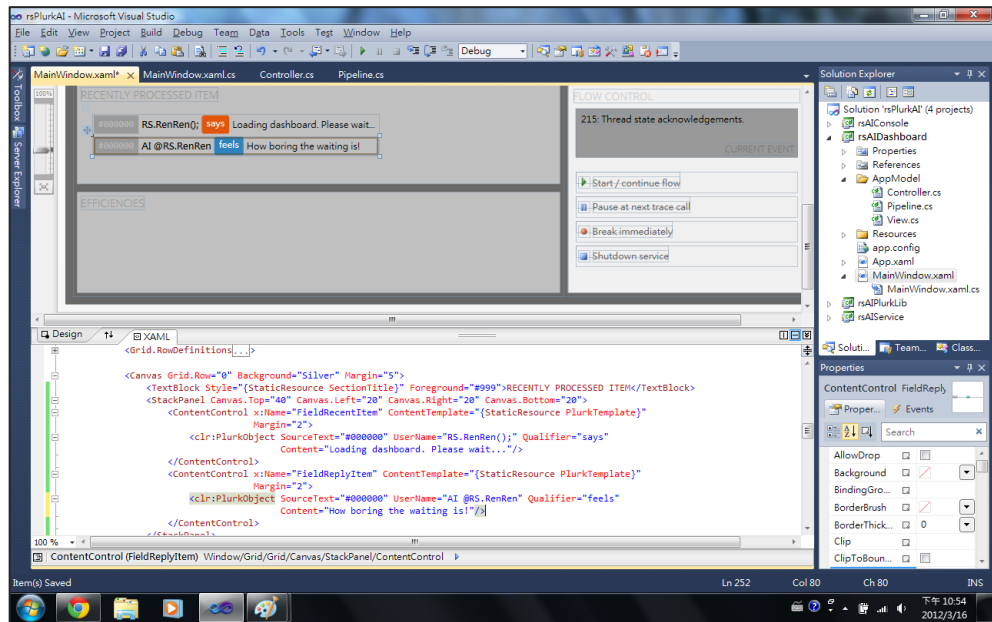 rsPlurkAI - Microsoft Visual Studio
File Edit View Project Build Debug Team Data Tools Test Window Help
Debug
MainWindow.xaml* MainWindow.xaml.cs Controller.cs Pipeline.cs
Toolbox
Server Explorer
100%
RECENTLY PROCESSED ITEM
#000000 RS.RenRen(); says Loading dashboard. Please wait...
#000000 AI @RS.RenRen feels How boring the waiting is!
EFFICIENCIES
FLOW CONTROL
215: Thread state acknowledgements.
CURRENT EVENT
Start / continue flow
Pause at next trace call
Break immediately
Shutdown service
Design XAML
<Grid.RowDefinitions...>
<Canvas Grid.Row="0" Background="Silver" Margin="5">
<TextBlock Style="{StaticResource SectionTitle}" Foreground="#999">RECENTLY PROCESSED ITEM</TextBlock>
<StackPanel Canvas.Top="40" Canvas.Left="20" Canvas.Right="20" Canvas.Bottom="20">
<ContentControl x:Name="FieldRecentItem" ContentTemplate="{StaticResource PlurkTemplate}"
Margin="2">
<clr:PlurkObject SourceText="#000000" UserName="RS.RenRen();" Qualifier="says"
Content="Loading dashboard. Please wait..."/>
</ContentControl>
<ContentControl x:Name="FieldReplyItem" ContentTemplate="{StaticResource PlurkTemplate}"
Margin="2">
<clr:PlurkObject SourceText="#000000" UserName="AI @RS.RenRen" Qualifier="feels"
Content="How boring the waiting is!"/>
</ContentControl>
</StackPanel>
100 %
ContentControl (FieldReplyItem) Window/Grid/Grid/Canvas/StackPanel/ContentControl
Solution Explorer
Solution 'rsPlurkAI' (4 projects)
rsAIConsole
rsAIDashboard
Properties
References
AppModel
Controller.cs
Pipeline.cs
View.cs
Resources
app.config
App.xaml
MainWindow.xaml
MainWindow.xaml.cs
rsAIPlurkLib
rsAIService
Soluti... Team... Class...
Properties
ContentControl FieldReply
Proper... Events
Search
AllowDrop
Background
BindingGro...
BorderBrush
BorderThick... 0
Clip
ClipToBoun...
Item(s) Saved Ln 252 Col 80 Ch 80 INS
下午 10:54
2012/3/16